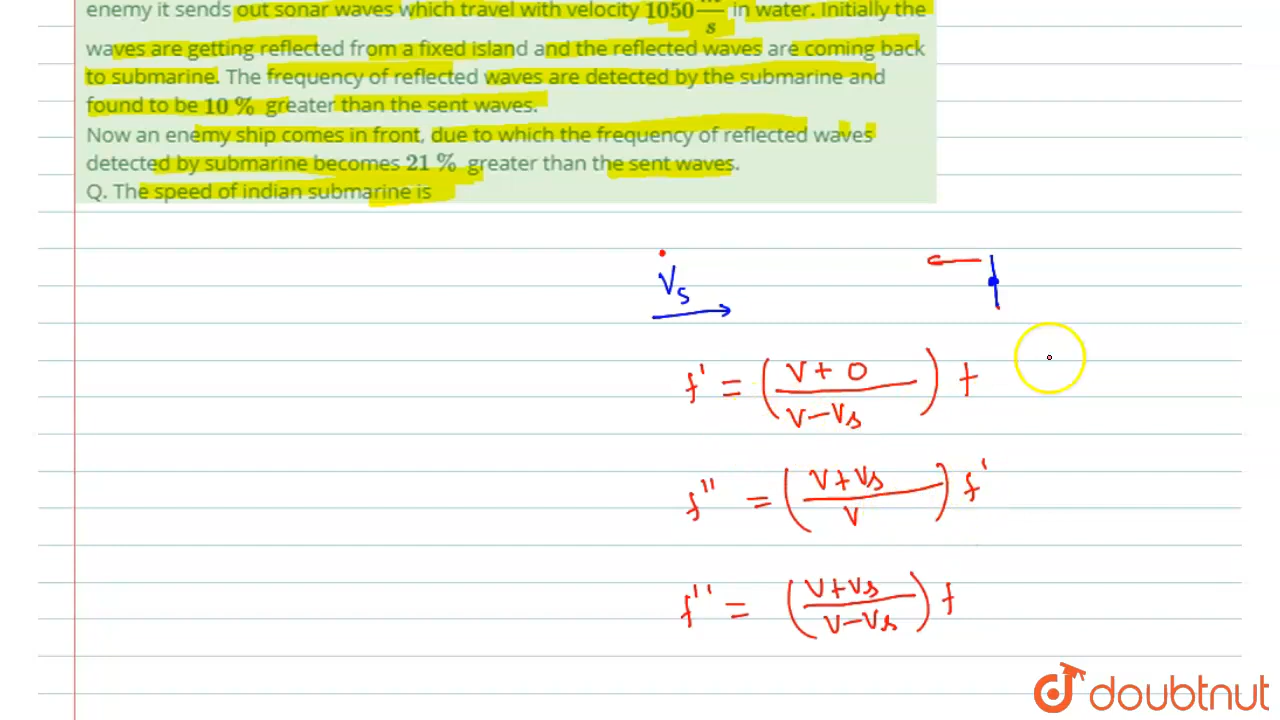 enemy it sends out sonar waves which travel with velocity 1050 m/s in water. Initially the
waves are getting reflected from a fixed island and the reflected waves are coming back
to submarine. The frequency of reflected waves are detected by the submarine and
found to be 10 % greater than the sent waves.
Now an enemy ship comes in front, due to which the frequency of reflected waves
detected by submarine becomes 21 % greater than the sent waves.
Q. The speed of indian submarine is
Vs
f' = (V+0 / V-Vs) f
f'' = (V+Vs / V) f'
f'' = (V+Vs / V-Vs) f
doubtnut